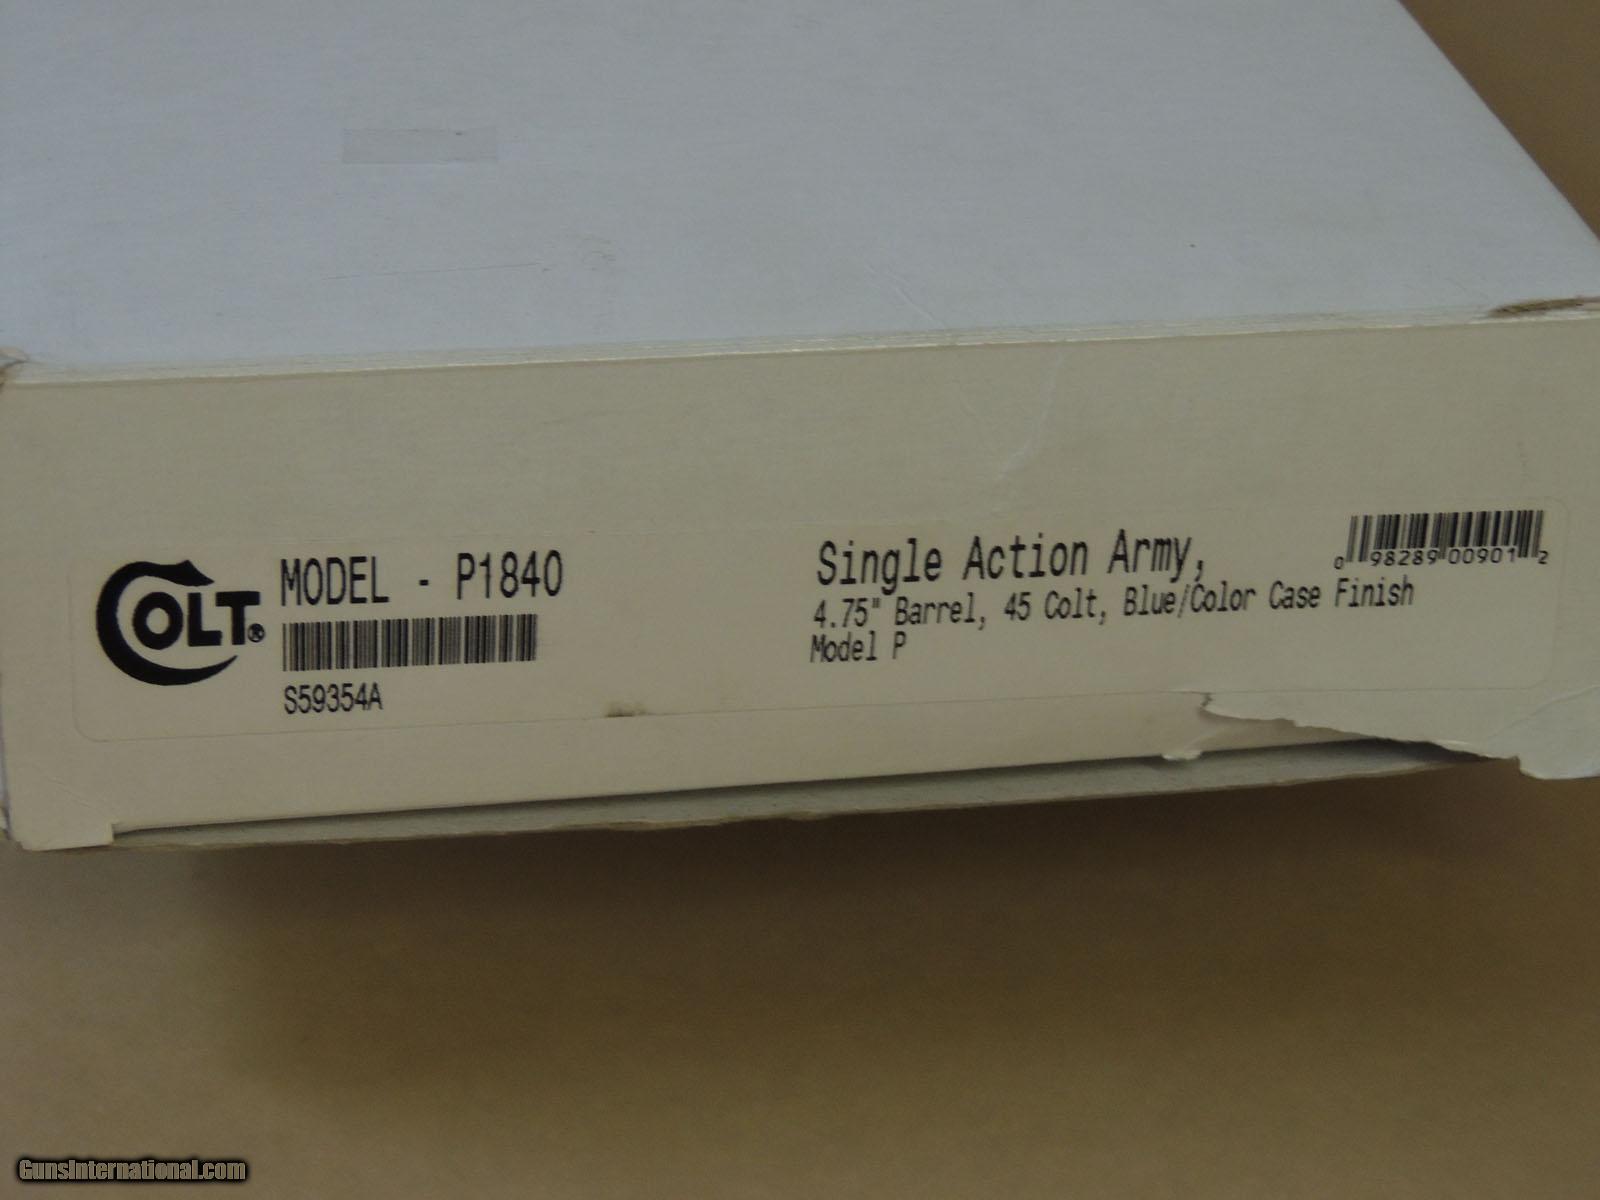 COLT®
MODEL - P1840
S59354A
Single Action Army,
4.75" Barrel, 45 Colt, Blue/Color Case Finish
Model P
0 98289 00901 2
GunsInternational.com